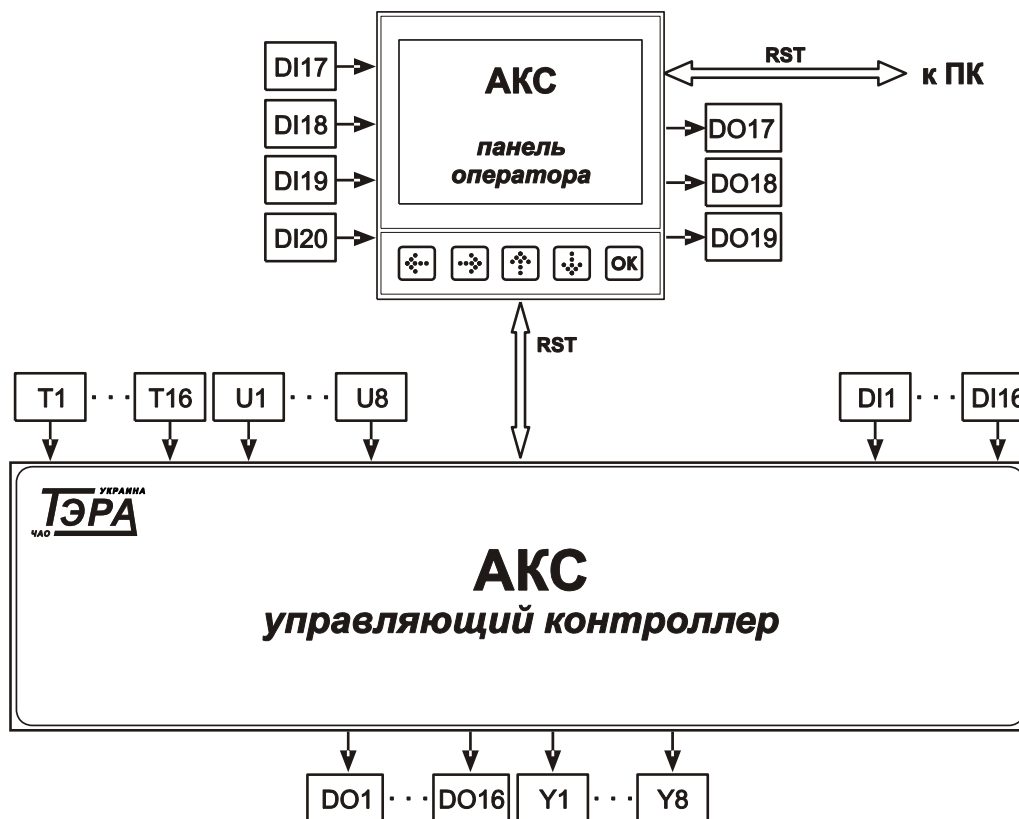 DI17
DI18
DI19
DI20
АКС
панель
оператора
OK
RST
к ПК
DO17
DO18
DO19
RST
T1 · · · T16 U1 · · · U8 DI1 · · · DI16
УКРАИНА
ТЭРА
ЧАО
АКС
управляющий контроллер
DO1 · · · DO16 Y1 · · · Y8